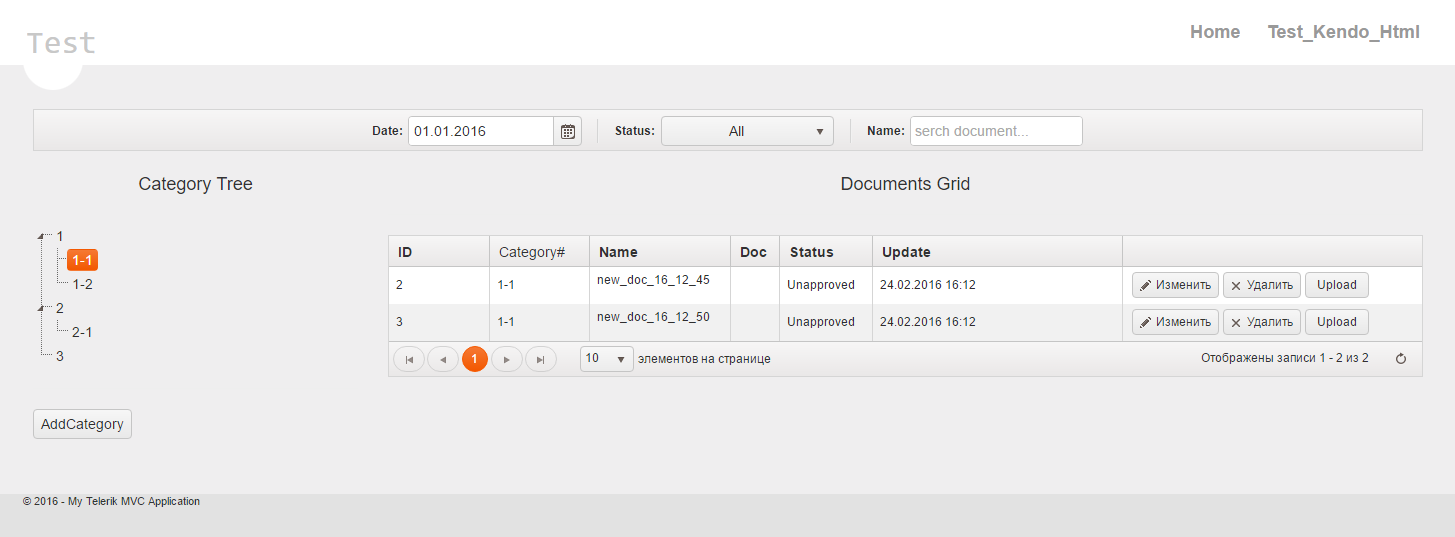 Test
Home Test_Kendo_Html
Date: 01.01.2016 Status: All Name: serch document...
Category Tree
Documents Grid
1
1-1
1-2
2
2-1
3
AddCategory
ID Category# Name Doc Status Update
2 1-1 new_doc_16_12_45 Unapproved 24.02.2016 16:12 Изменить Удалить Upload
3 1-1 new_doc_16_12_50 Unapproved 24.02.2016 16:12 Изменить Удалить Upload
1 10 элементов на странице Отображены записи 1 - 2 из 2
© 2016 - My Telerik MVC Application